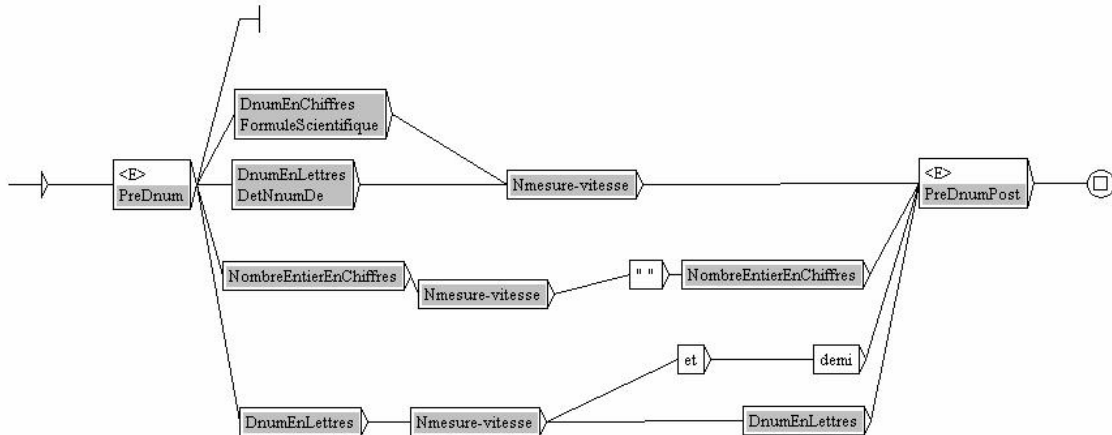 DnumEnChiffres
FormuleScientifique
<E>
PreDnum
DnumEnLettres
DetNnumDe
Nmesure-vitesse
<E>
PreDnumPost
NombreEntierEnChiffres
Nmesure-vitesse
" "
NombreEntierEnChiffres
et
demi
DnumEnLettres
Nmesure-vitesse
DnumEnLettres